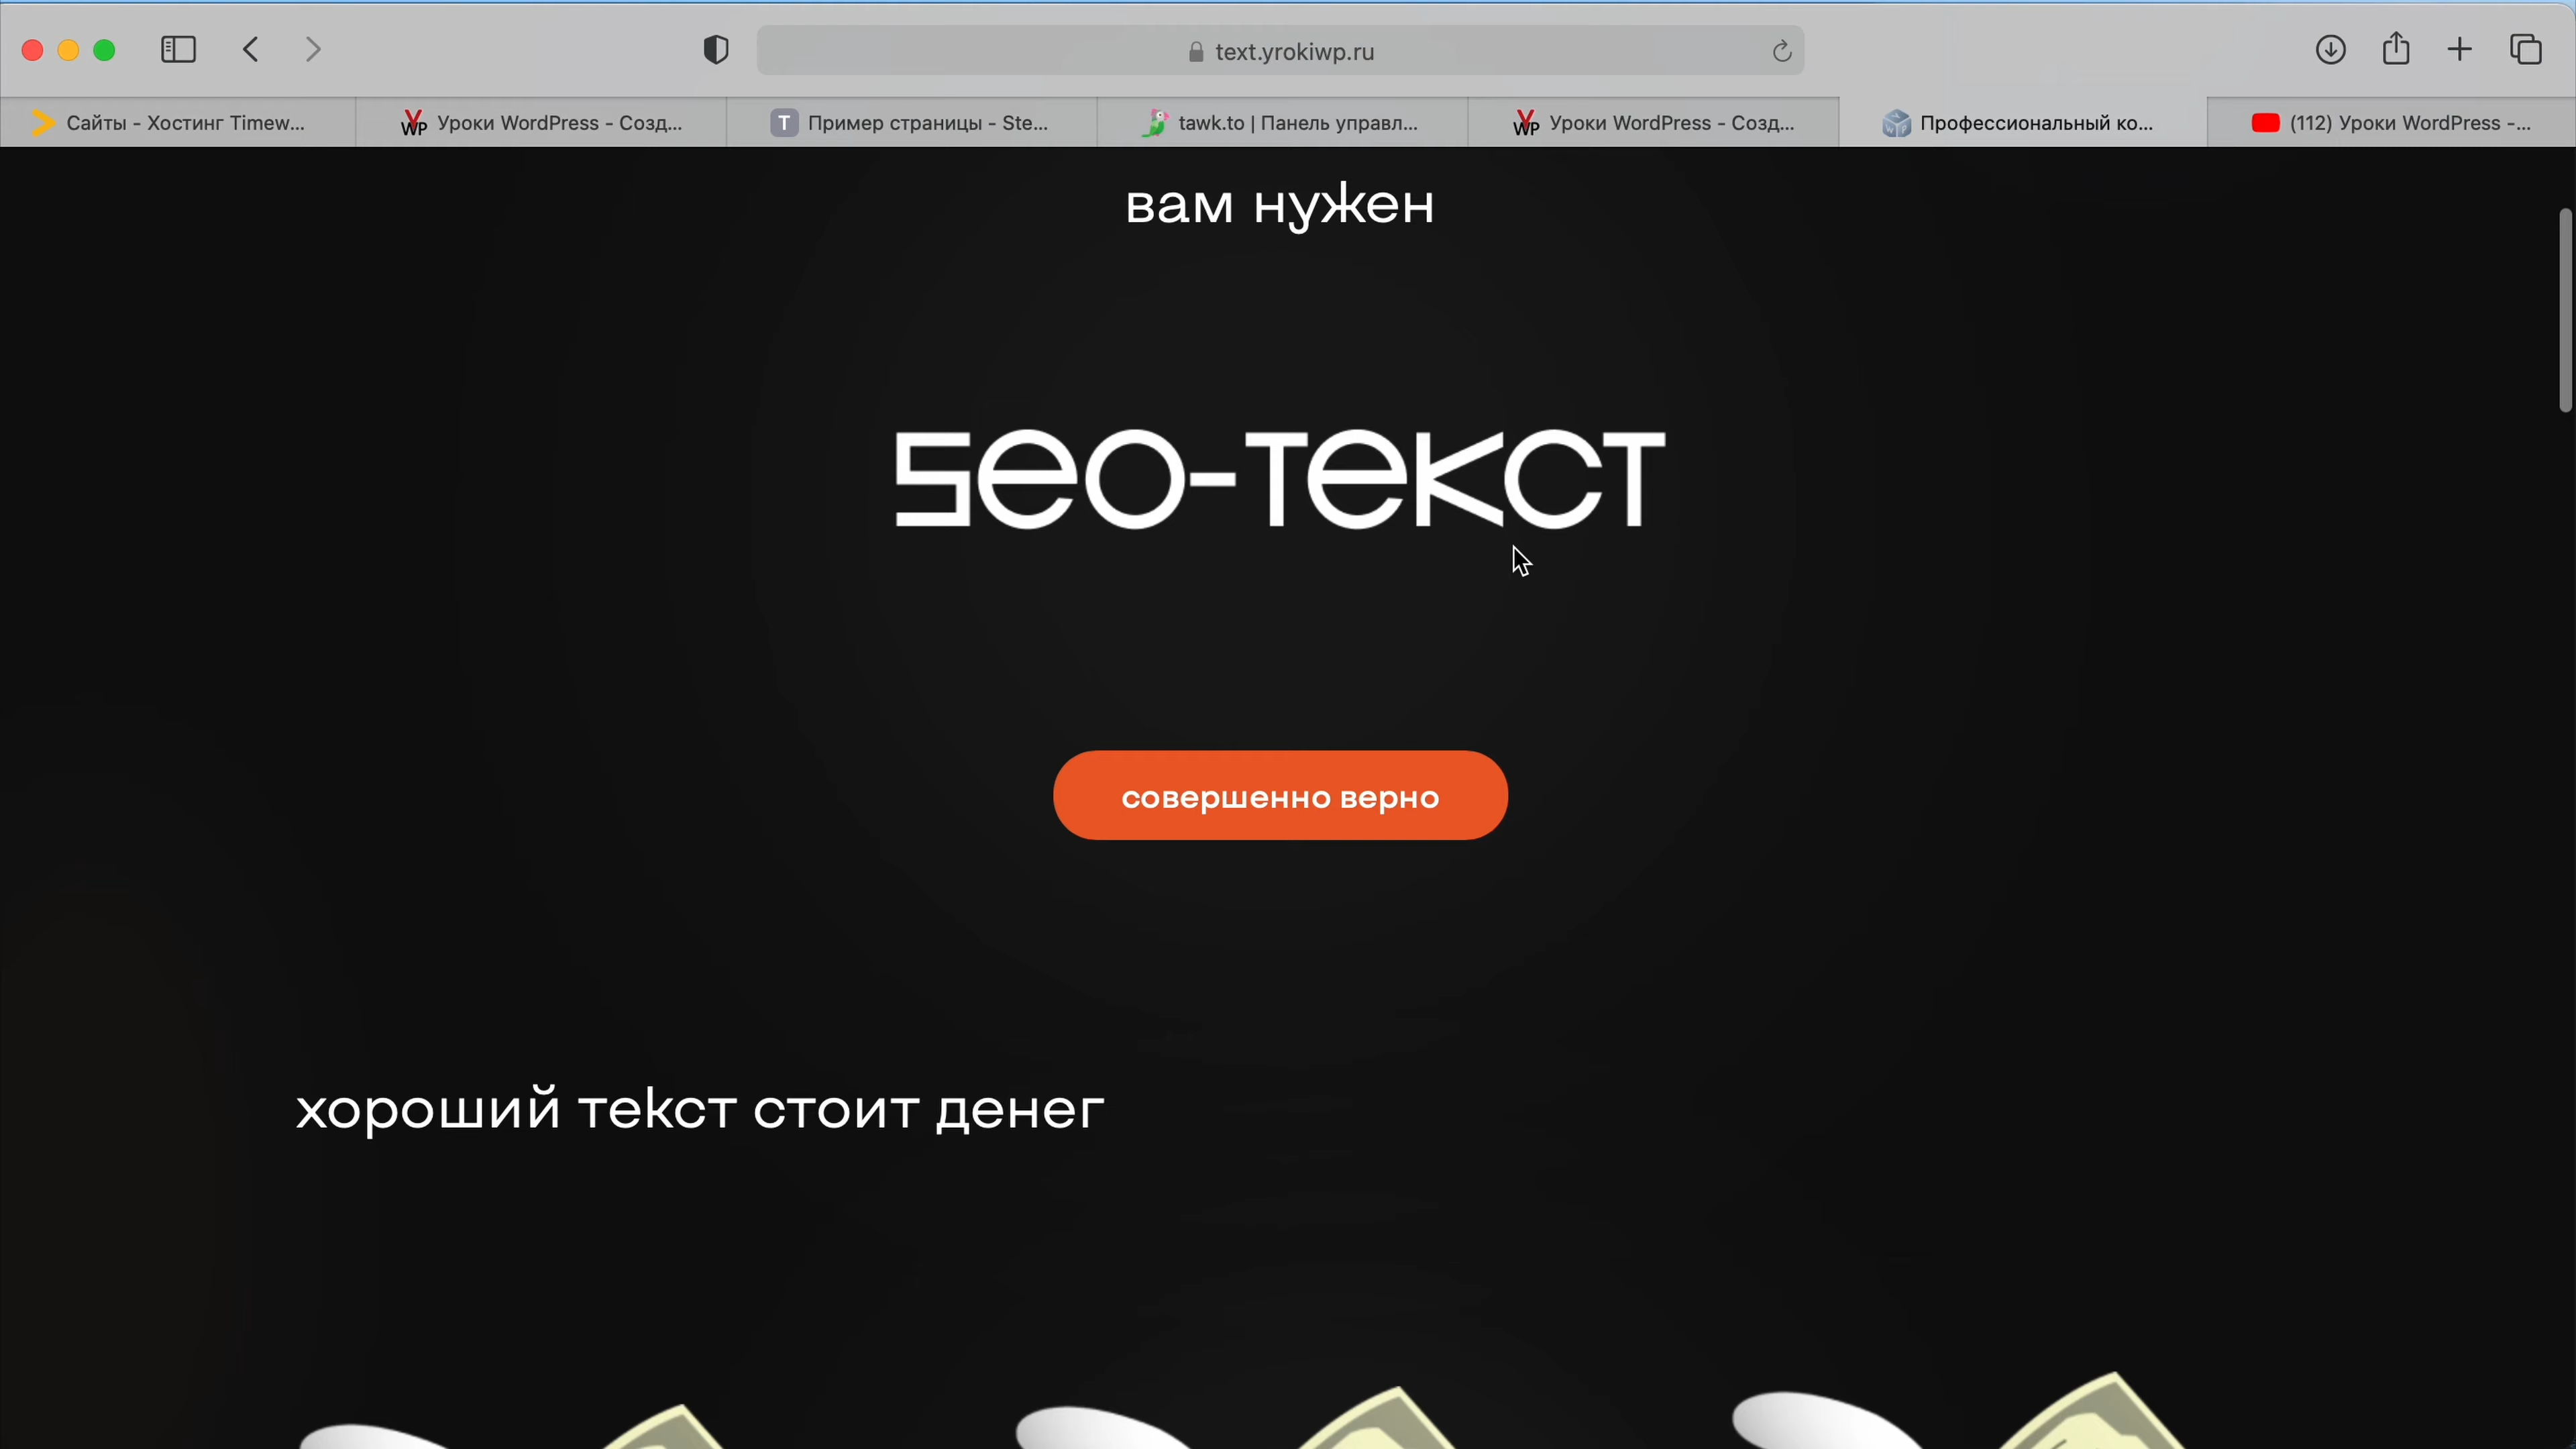 text.yrokiwp.ru
Сайты - Хостинг Timew...
Уроки WordPress - Созд...
T Пример страницы - Ste...
tawk.to | Панель управл...
Уроки WordPress - Созд...
Профессиональный ко...
(112) Уроки WordPress -...
вам нужен
seo-текст
совершенно верно
хороший текст стоит денег